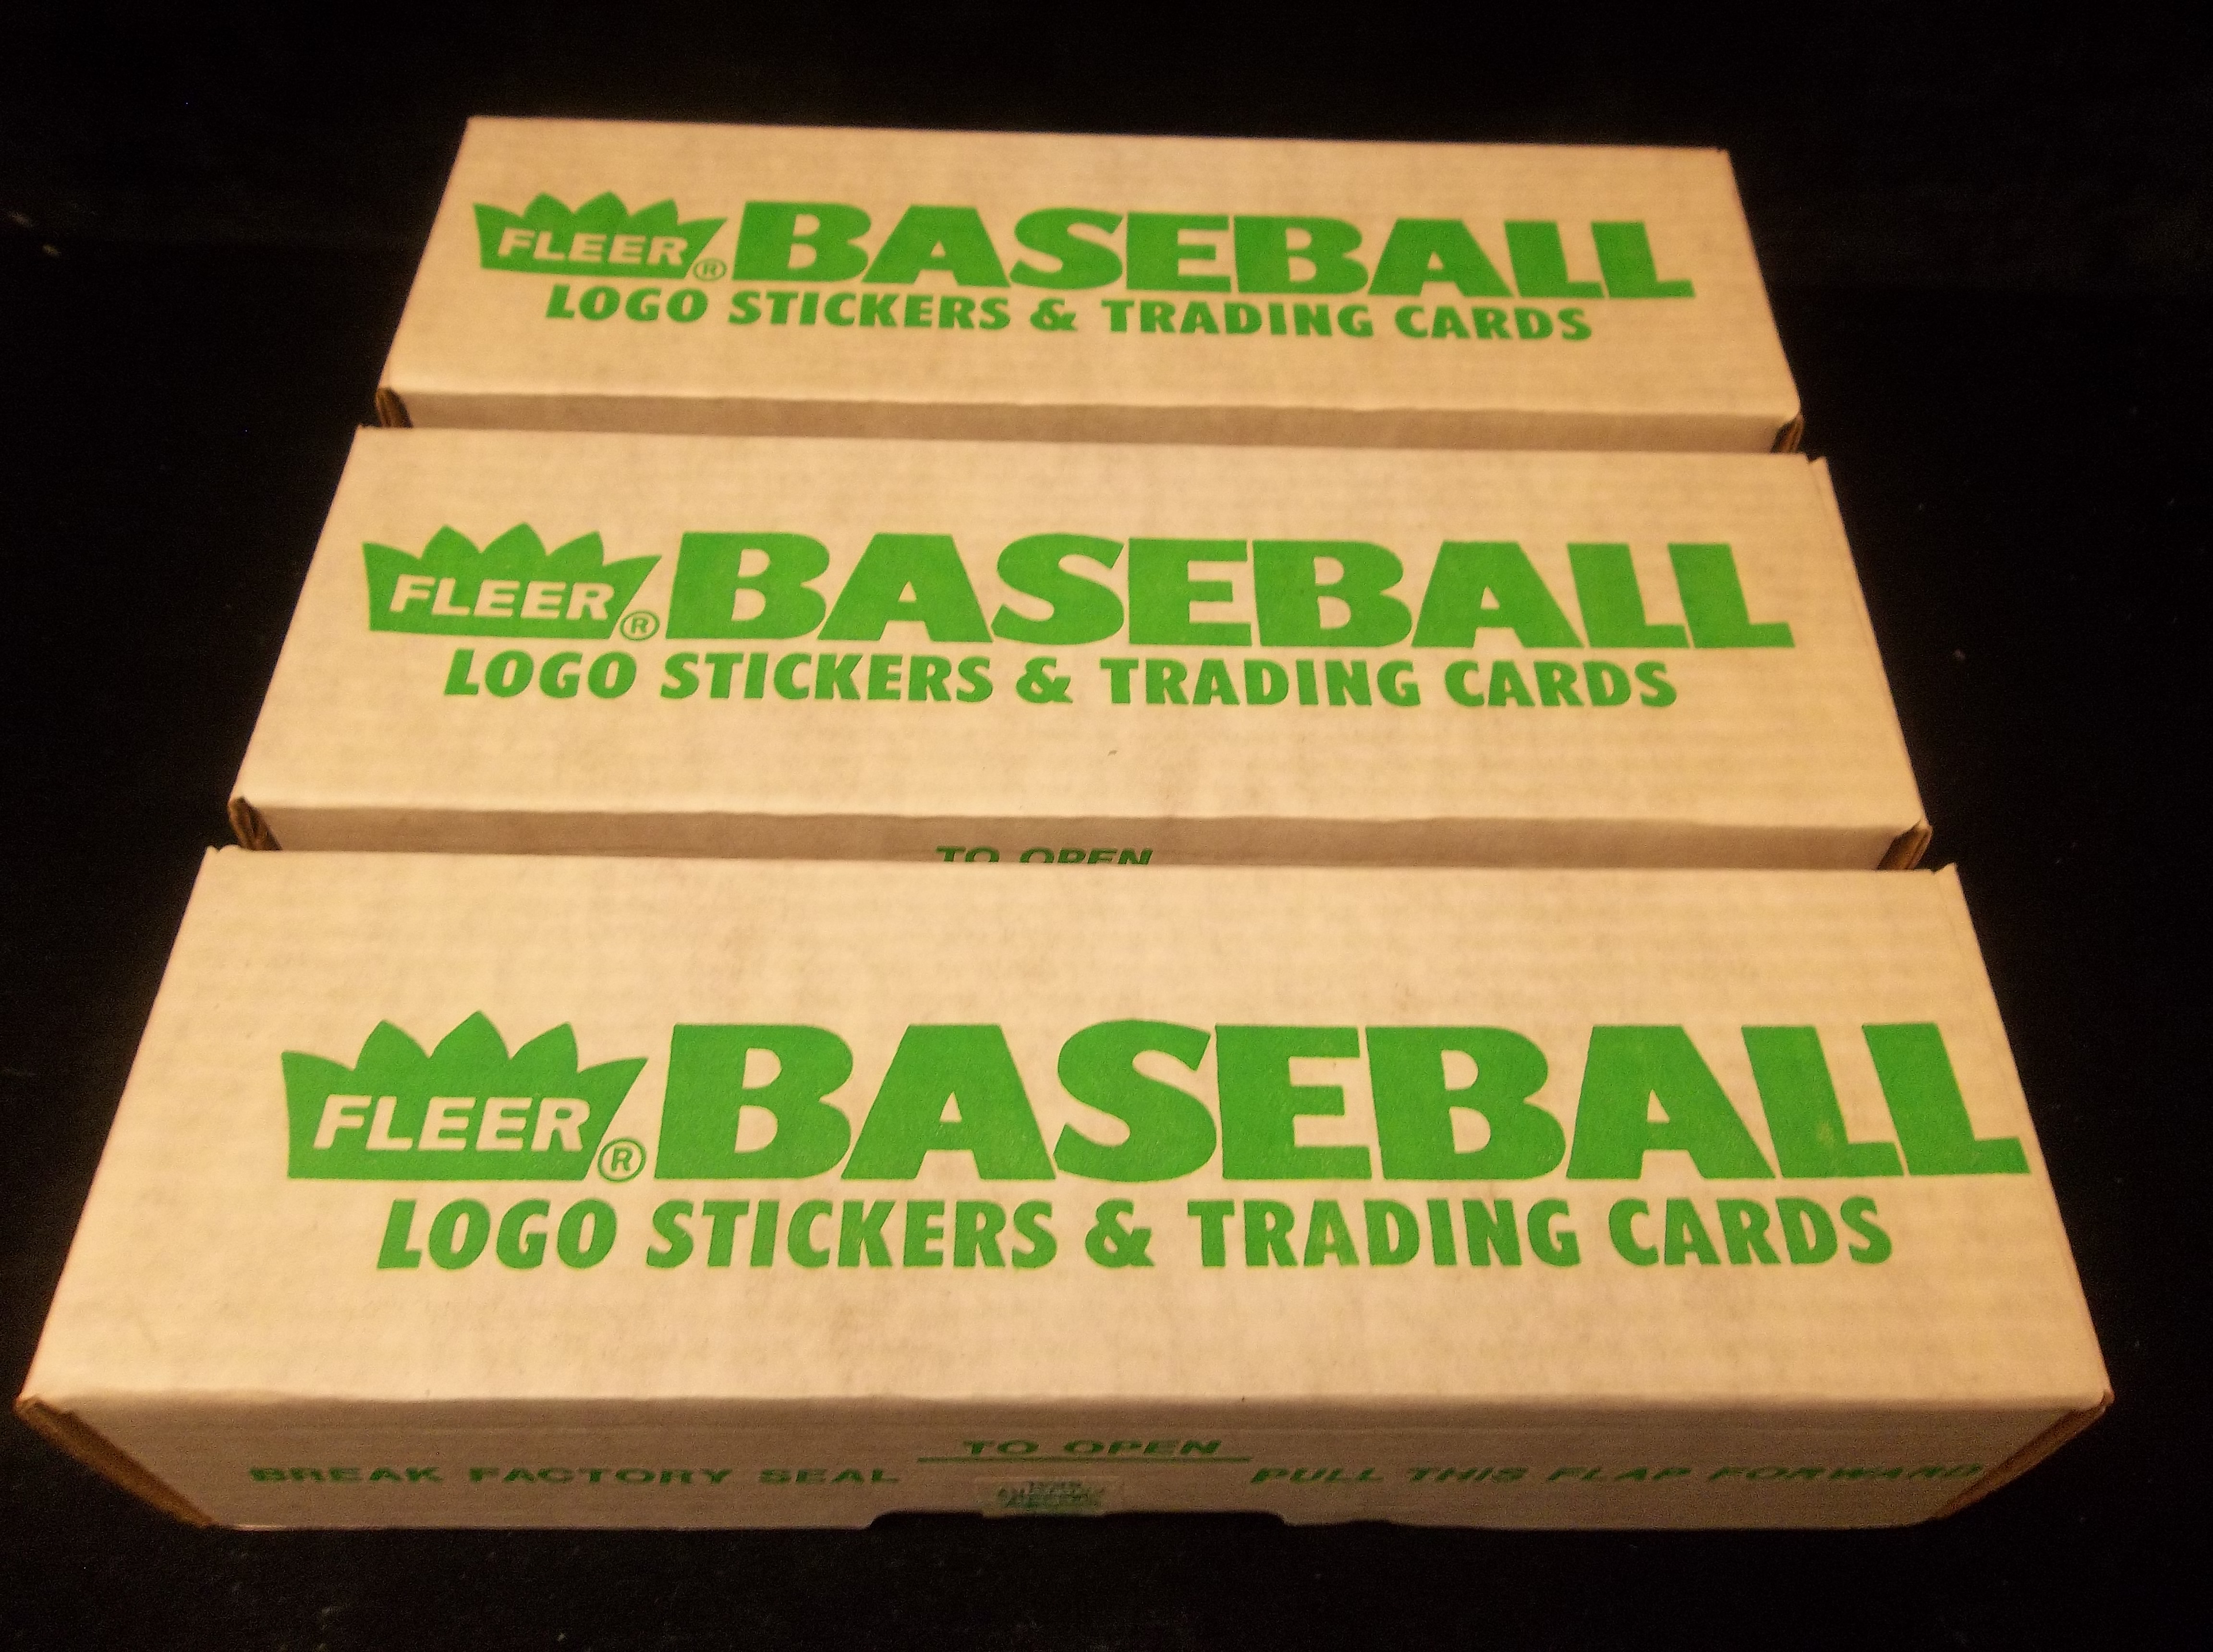 FLEER® BASEBALL
LOGO STICKERS & TRADING CARDS
FLEER® BASEBALL
LOGO STICKERS & TRADING CARDS
TO OPEN
FLEER® BASEBALL
LOGO STICKERS & TRADING CARDS
TO OPEN
BREAK FACTORY SEAL PULL THIS FLAP FORWARD